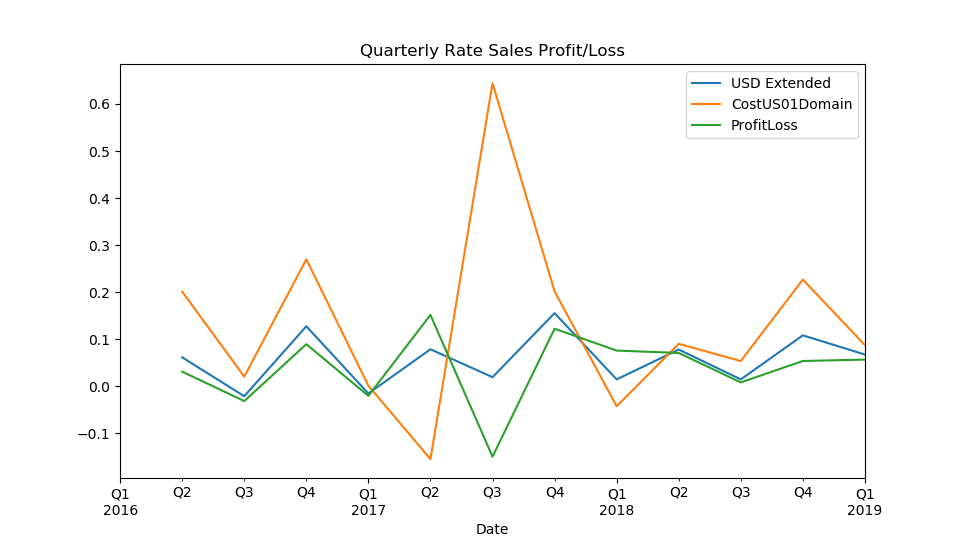 Quarterly Rate Sales Profit/Loss
USD Extended
CostUS01Domain
ProfitLoss
0.6
0.5
0.4
0.3
0.2
0.1
0.0
−0.1
Q1 Q2 Q3 Q4 Q1 Q2 Q3 Q4 Q1 Q2 Q3 Q4 Q1
2016 2017 2018 2019
Date